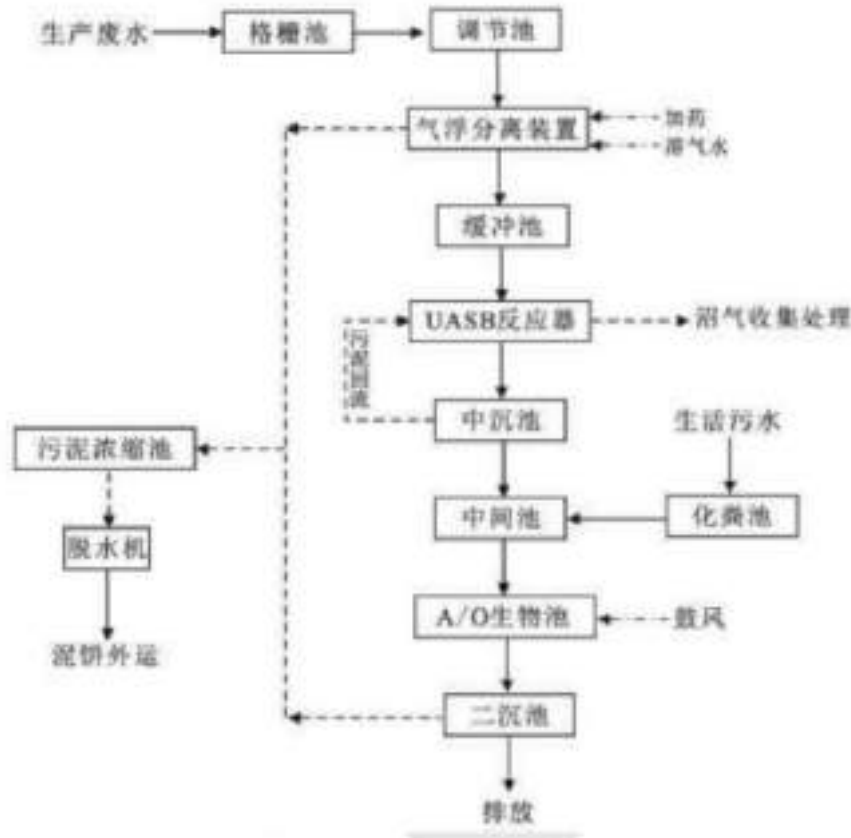 生产废水
格栅池
调节池
气浮分离装置
加药
溶气水
缓冲池
UASB反应器
沼气收集处理
污泥回流
中沉池
生活污水
污泥浓缩池
中间池
化粪池
脱水机
A/O生物池
鼓风
泥饼外运
二沉池
排放